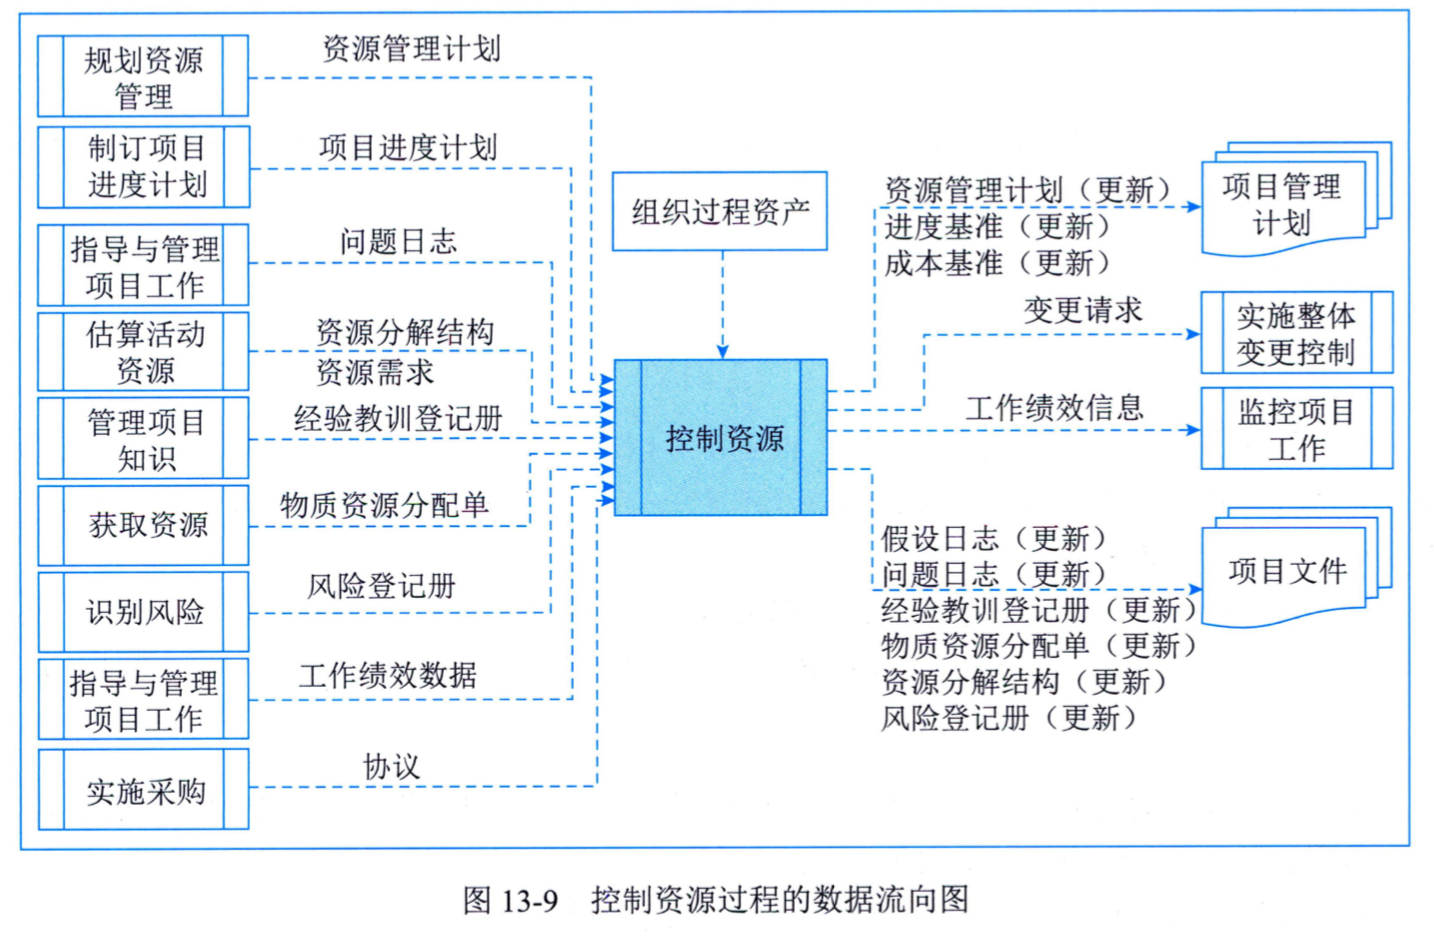 规划资源
管理
资源管理计划
制订项目
进度计划
项目进度计划
指导与管理
项目工作
问题日志
估算活动
资源
资源分解结构
资源需求
管理项目
知识
经验教训登记册
获取资源
物质资源分配单
识别风险
风险登记册
指导与管理
项目工作
工作绩效数据
实施采购
协议
组织过程资产
控制资源
资源管理计划（更新）
进度基准（更新）
成本基准（更新）
项目管理
计划
变更请求
实施整体
变更控制
工作绩效信息
监控项目
工作
假设日志（更新）
问题日志（更新）
经验教训登记册（更新）
物质资源分配单（更新）
资源分解结构（更新）
风险登记册（更新）
项目文件
图 13-9 控制资源过程的数据流向图